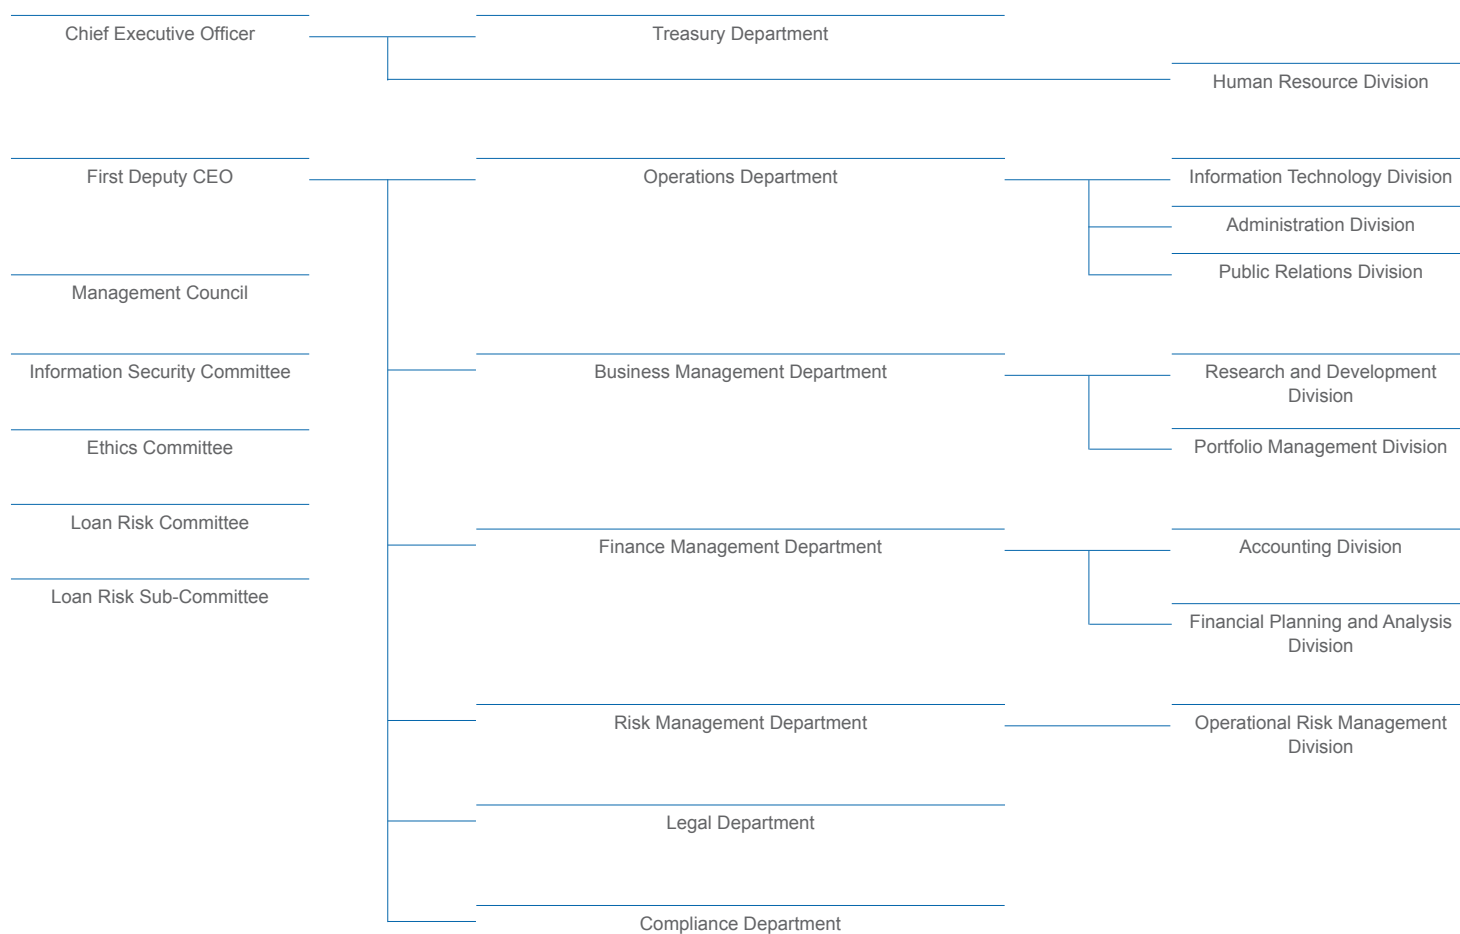 Chief Executive Officer
Treasury Department
Human Resource Division
First Deputy CEO
Operations Department
Information Technology Division
Administration Division
Public Relations Division
Management Council
Information Security Committee
Business Management Department
Research and Development
Division
Ethics Committee
Portfolio Management Division
Loan Risk Committee
Finance Management Department
Accounting Division
Loan Risk Sub-Committee
Financial Planning and Analysis
Division
Risk Management Department
Operational Risk Management
Division
Legal Department
Compliance Department